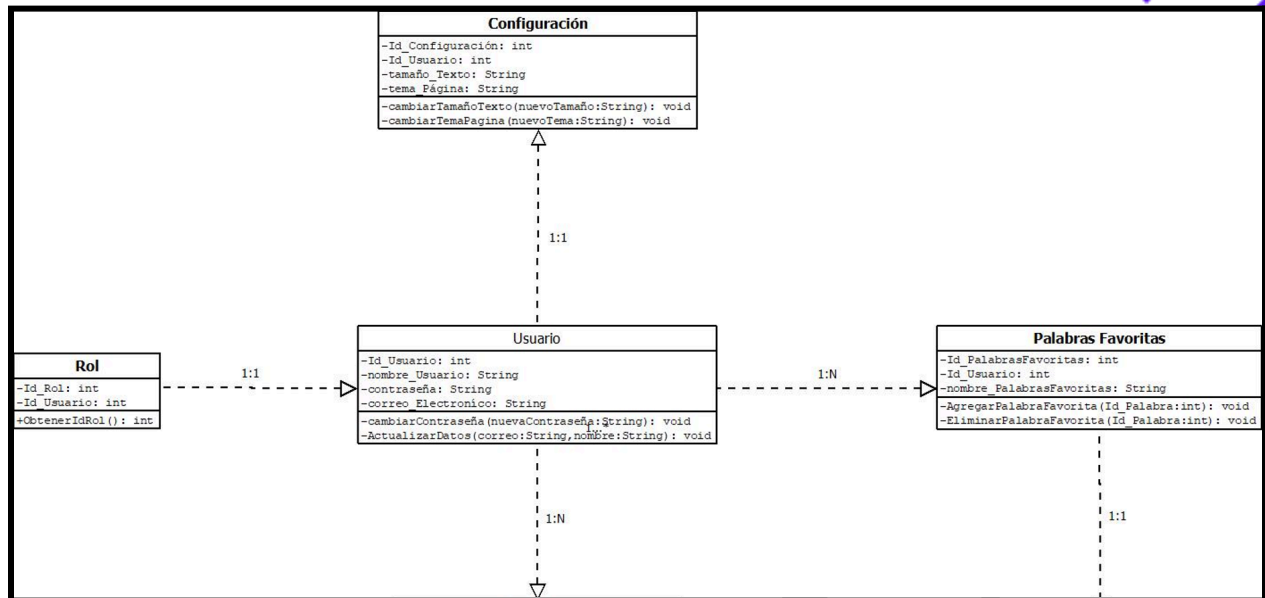 Configuración
-Id_Configuración: int
-Id_Usuario: int
-tamaño_Texto: String
-tema_Página: String
-cambiarTamañoTexto(nuevoTamaño:String): void
-cambiarTemaPagina(nuevoTema:String): void
1:1
Rol
-Id_Rol: int
-Id_Usuario: int
+ObtenerIdRol(): int
1:1
Usuario
-Id_Usuario: int
-nombre_Usuario: String
-contraseña: String
-correo_Electroníco: String
-cambiarContraseña(nuevaContraseña:String): void
1..*
-ActualizarDatos(correo:String,nombre:String): void
1:N
Palabras Favoritas
-Id_PalabrasFavoritas: int
-Id_Usuario: int
-nombre_PalabrasFavoritas: String
-AgregarPalabraFavorita(Id_Palabra:int): void
-EliminarPalabraFavorita(Id_Palabra:int): void
1:N
1:1